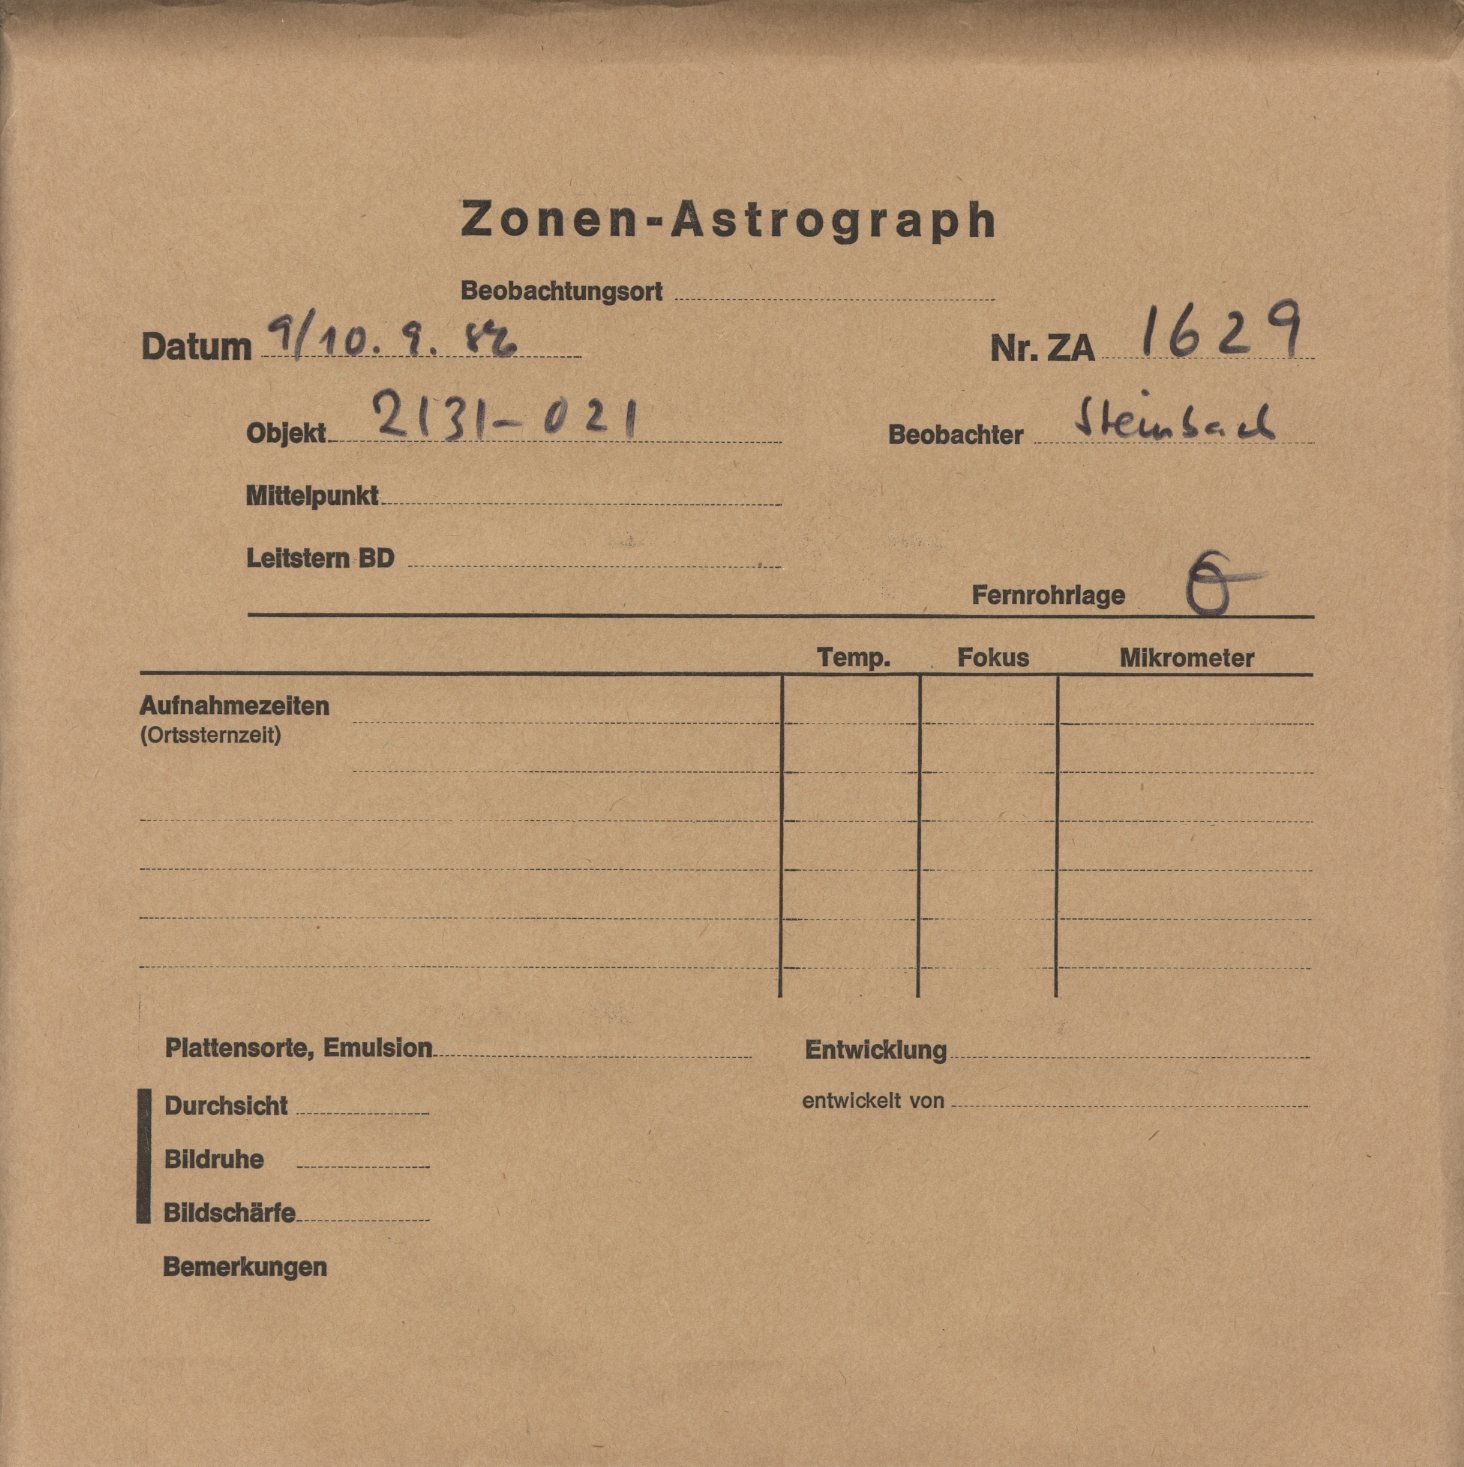 Zonen-Astrograph
Beobachtungsort
Datum 9/10. 9.
Nr. ZA 1629
Objekt 2131-021
Beobachter Steinbach
Mittelpunkt
Leitstern BD
Fernrohrlage
Temp. Fokus Mikrometer
Aufnahmezeiten
(Ortssternzeit)
Plattensorte, Emulsion
Entwicklung
Durchsicht
entwickelt von
Bildruhe
Bildschärfe
Bemerkungen